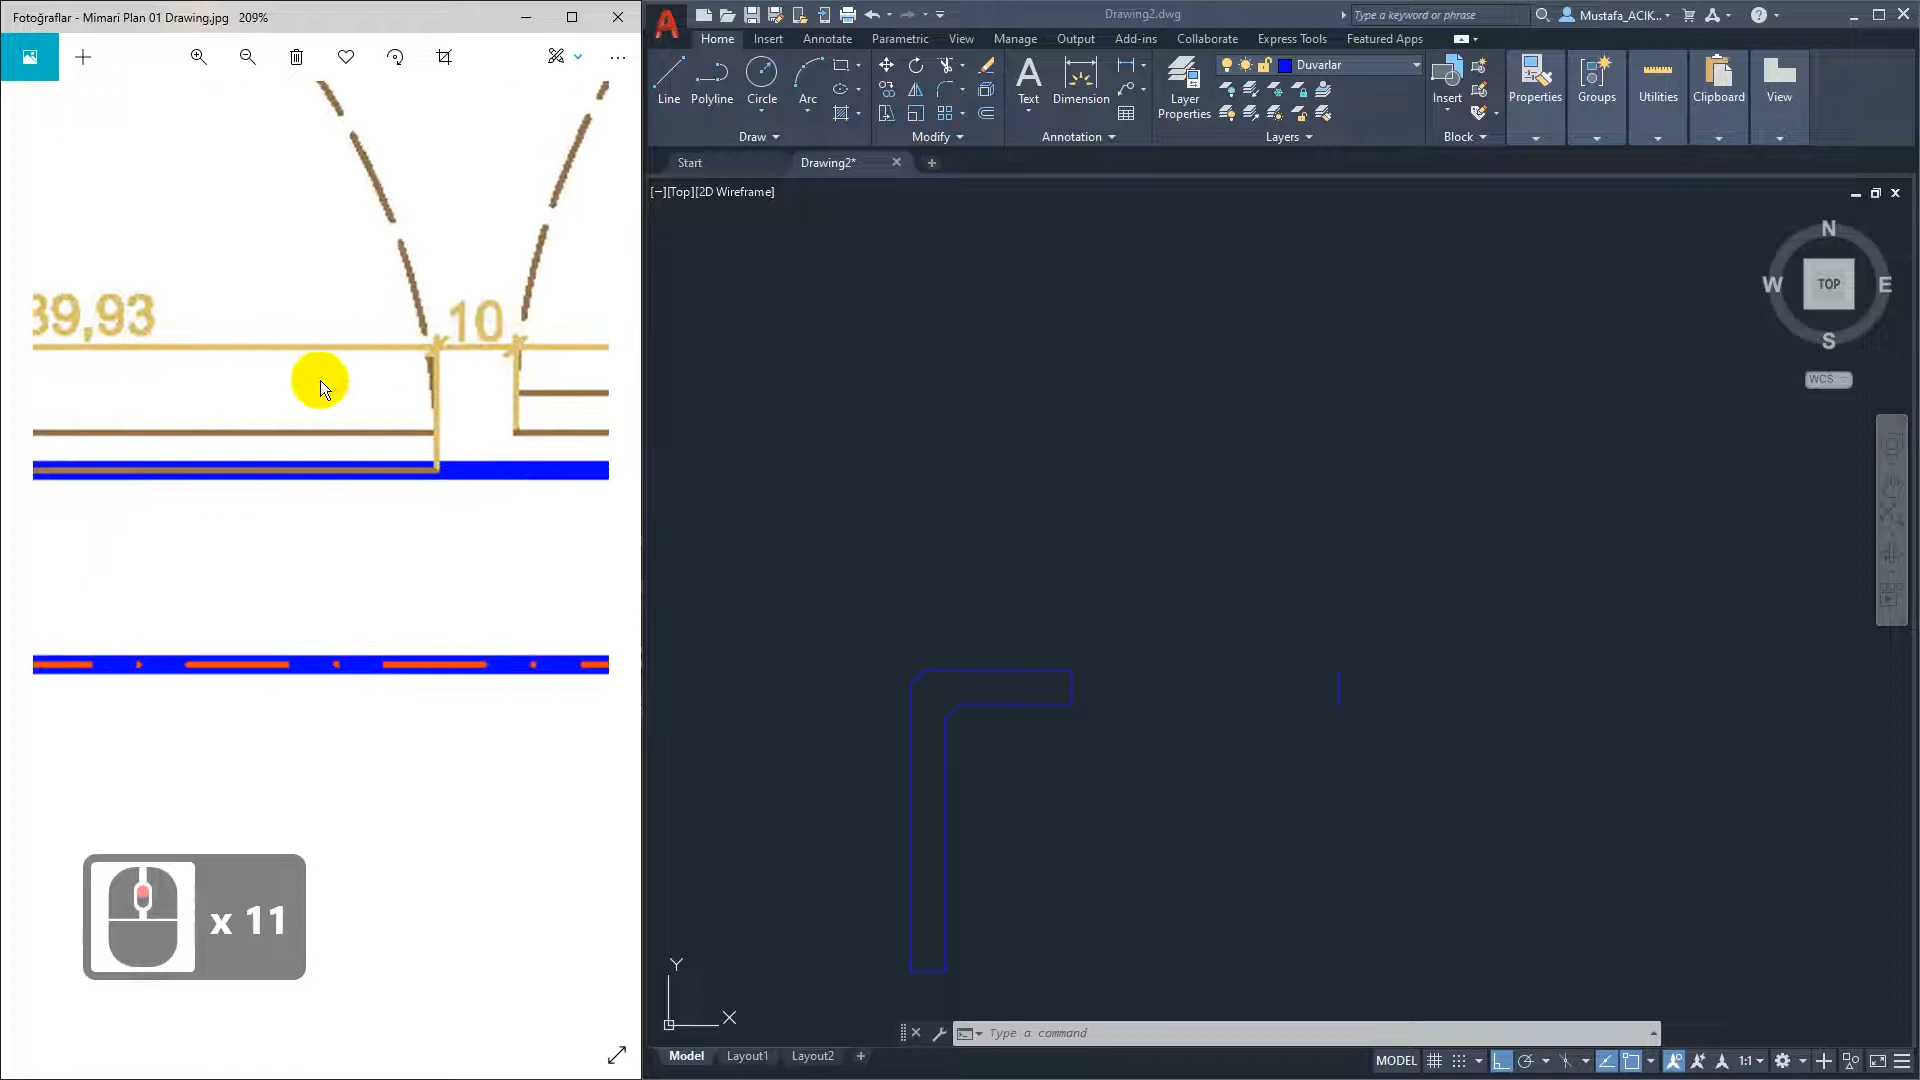 Fotoğraflar - Mimari Plan 01 Drawing.jpg 209%
39,93
10
x 11
Drawing2.dwg
Type a keyword or phrase
Mustafa_ACIK...
Home
Insert
Annotate
Parametric
View
Manage
Output
Add-ins
Collaborate
Express Tools
Featured Apps
Line
Polyline
Circle
Arc
Draw
Modify
Text
Dimension
Annotation
Layer
Properties
Duvarlar
Layers
Insert
Block
Properties
Groups
Utilities
Clipboard
View
Start
Drawing2*
[−][Top][2D Wireframe]
N
W
TOP
E
S
WCS
Y
X
Type a command
Model
Layout1
Layout2
MODEL
1:1